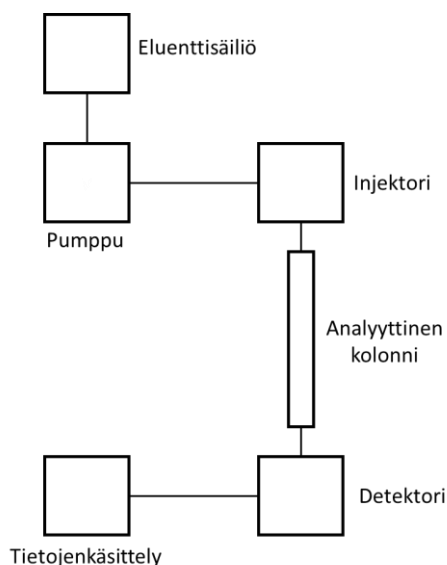 Eluenttisäiliö
Pumppu
Injektori
Analyyttinen
kolonni
Detektori
Tietojenkäsittely